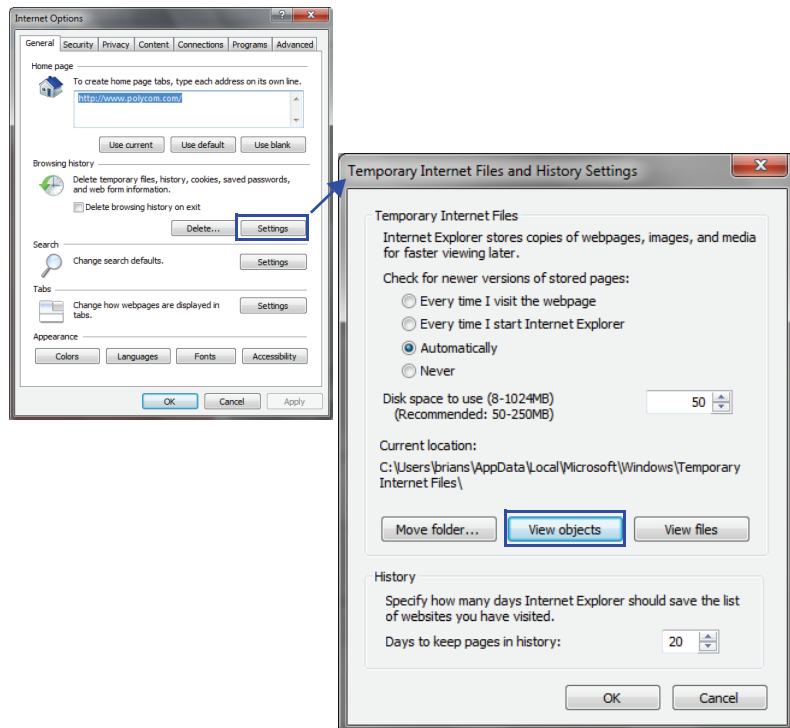 Internet Options
General Security Privacy Content Connections Programs Advanced
Home page
To create home page tabs, type each address on its own line.
http://www.polycom.com/
Use current Use default Use blank
Browsing history
Delete temporary files, history, cookies, saved passwords,
and web form information.
Delete browsing history on exit
Delete... Settings
Search
Change search defaults. Settings
Tabs
Change how webpages are displayed in
tabs.
Settings
Appearance
Colors Languages Fonts Accessibility
OK Cancel Apply
Temporary Internet Files and History Settings
Temporary Internet Files
Internet Explorer stores copies of webpages, images, and media
for faster viewing later.
Check for newer versions of stored pages:
Every time I visit the webpage
Every time I start Internet Explorer
Automatically
Never
Disk space to use (8-1024MB)
(Recommended: 50-250MB)
50
Current location:
C:\Users\brians\AppData\Local\Microsoft\Windows\Temporary
Internet Files\
Move folder... View objects View files
History
Specify how many days Internet Explorer should save the list
of websites you have visited.
Days to keep pages in history: 20
OK Cancel